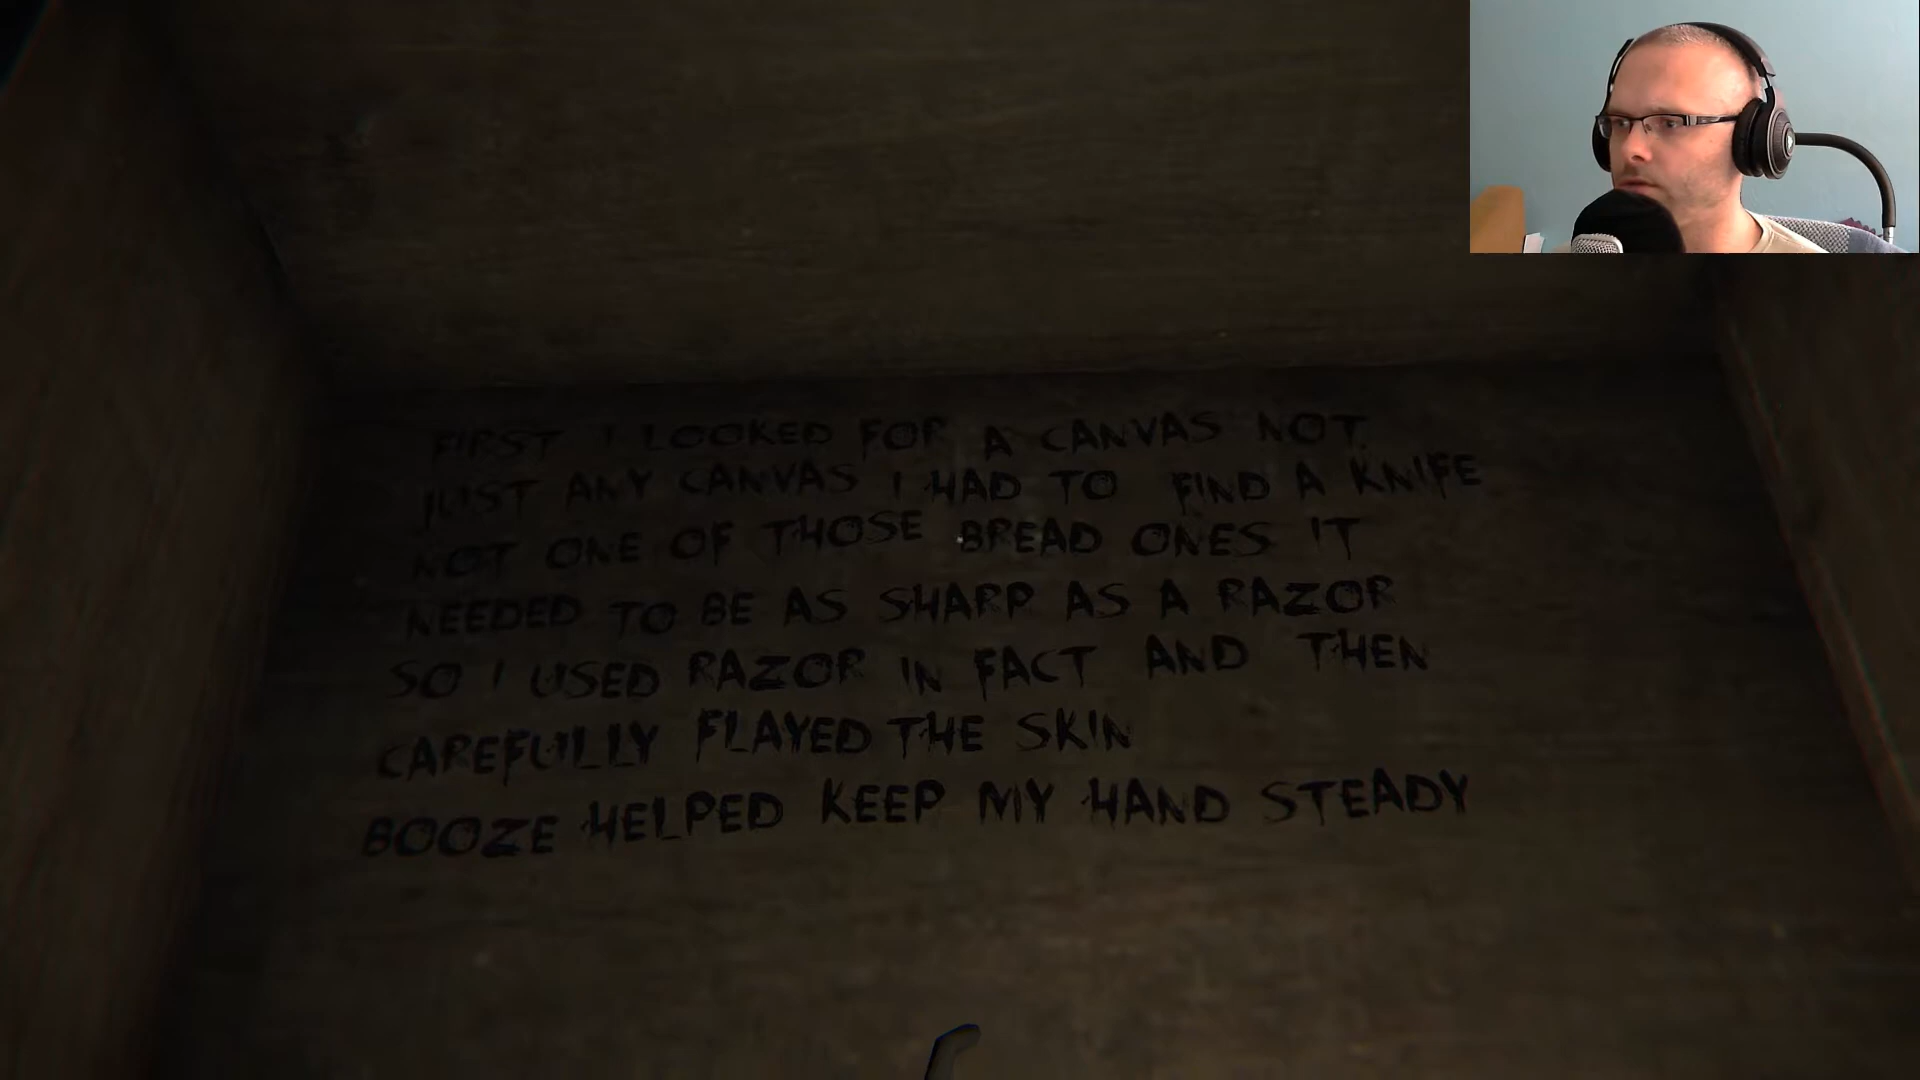 FIRST I LOOKED FOR A CANVAS NOT
JUST ANY CANVAS I HAD TO FIND A KNIFE
NOT ONE OF THOSE BREAD ONES IT
NEEDED TO BE AS SHARP AS A RAZOR
SO I USED RAZOR IN FACT AND THEN
CAREFULLY FLAYED THE SKIN
BOOZE HELPED KEEP MY HAND STEADY